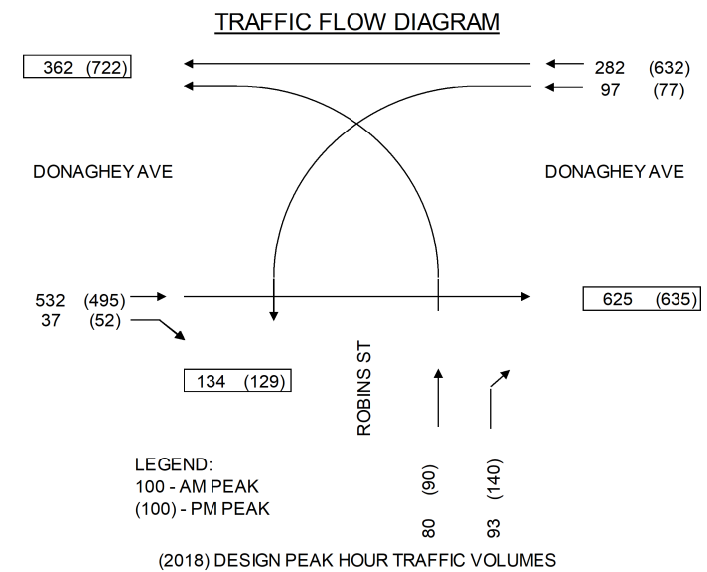 TRAFFIC FLOW DIAGRAM
362 (722)
282 (632)
97 (77)
DONAGHEY AVE
DONAGHEY AVE
532 (495)
37 (52)
625 (635)
134 (129)
ROBINS ST
80 (90)
93 (140)
LEGEND:
100 - AM PEAK
(100) - PM PEAK
(2018) DESIGN PEAK HOUR TRAFFIC VOLUMES